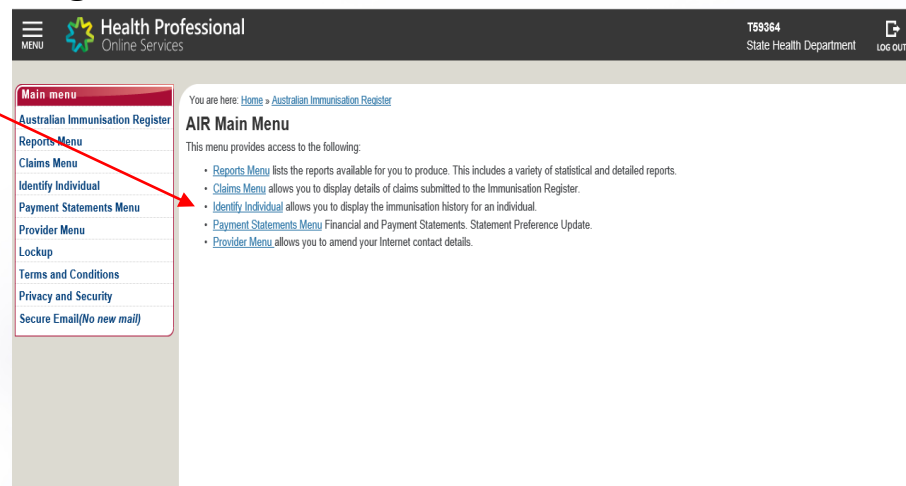 MENU
Health Professional
Online Services
T59364
State Health Department
LOG OUT
Main menu
Australian Immunisation Register
Reports Menu
Claims Menu
Identify Individual
Payment Statements Menu
Provider Menu
Lockup
Terms and Conditions
Privacy and Security
Secure Email(No new mail)
You are here: Home » Australian Immunisation Register
AIR Main Menu
This menu provides access to the following:
• Reports Menu lists the reports available for you to produce. This includes a variety of statistical and detailed reports.
• Claims Menu allows you to display details of claims submitted to the Immunisation Register.
• Identify Individual allows you to display the immunisation history for an individual.
• Payment Statements Menu Financial and Payment Statements. Statement Preference Update.
• Provider Menu allows you to amend your Internet contact details.